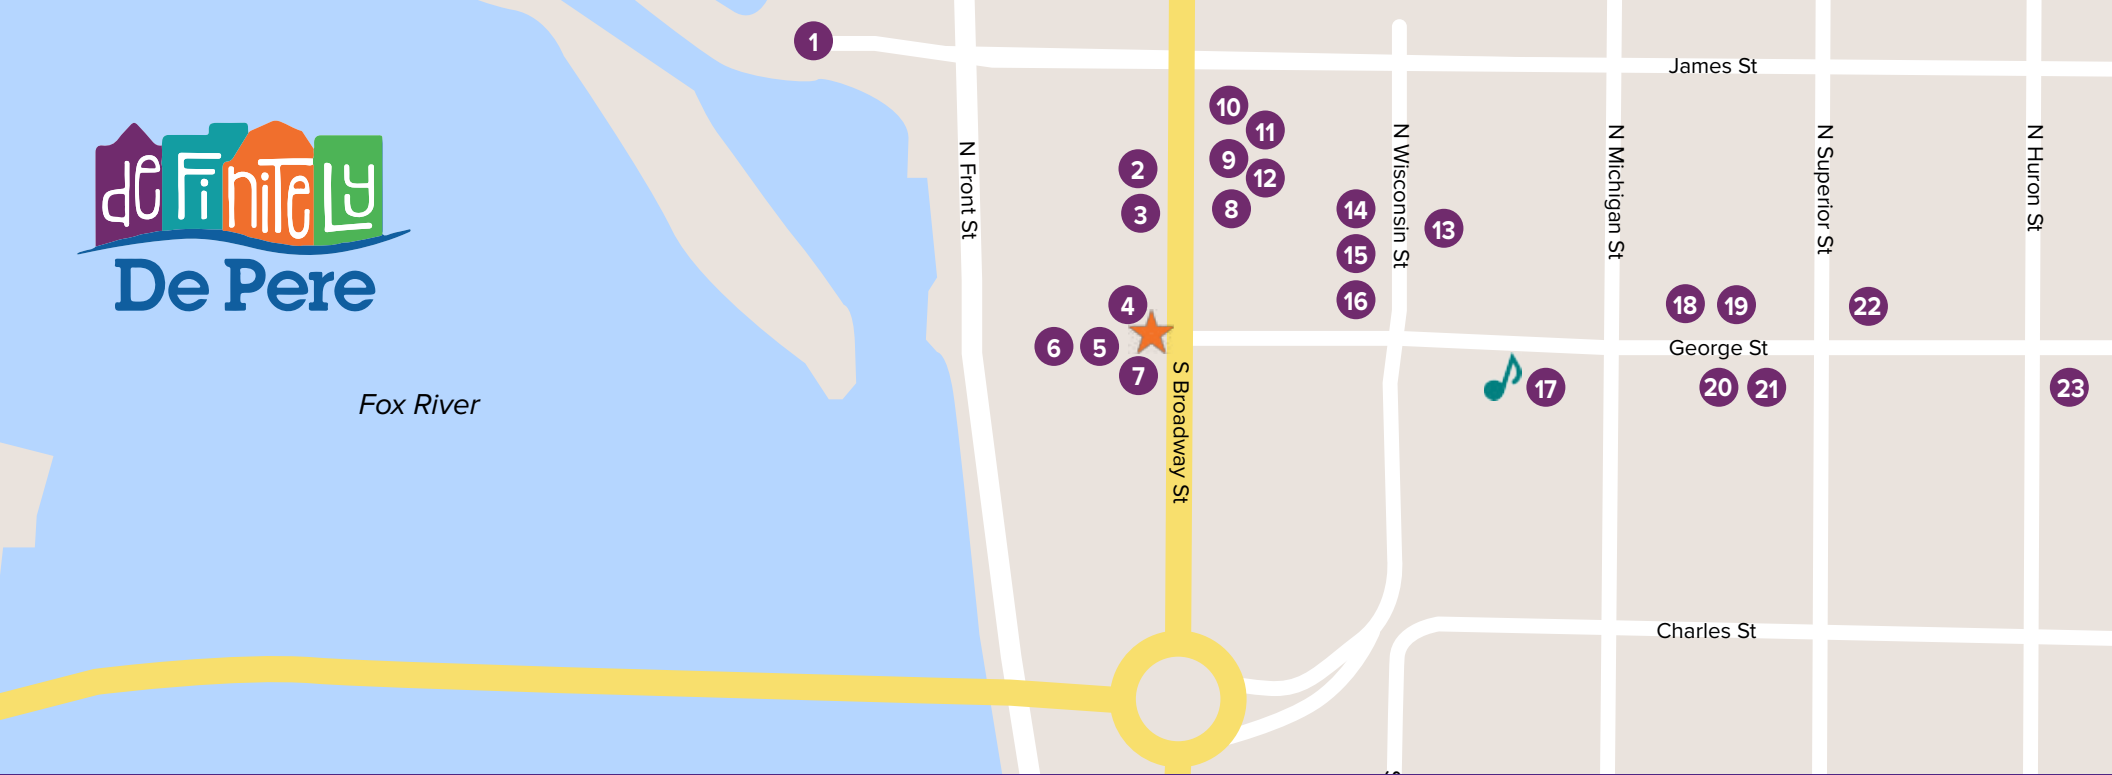 1
James St
10
11
9
2
12
8
3
14
13
15
16
4
18
19
22
6
5
7
George St
17
20
21
23
N Front St
S Broadway St
N Wisconsin St
N Michigan St
N Superior St
N Huron St
definitely
De Pere
Fox River
Charles St